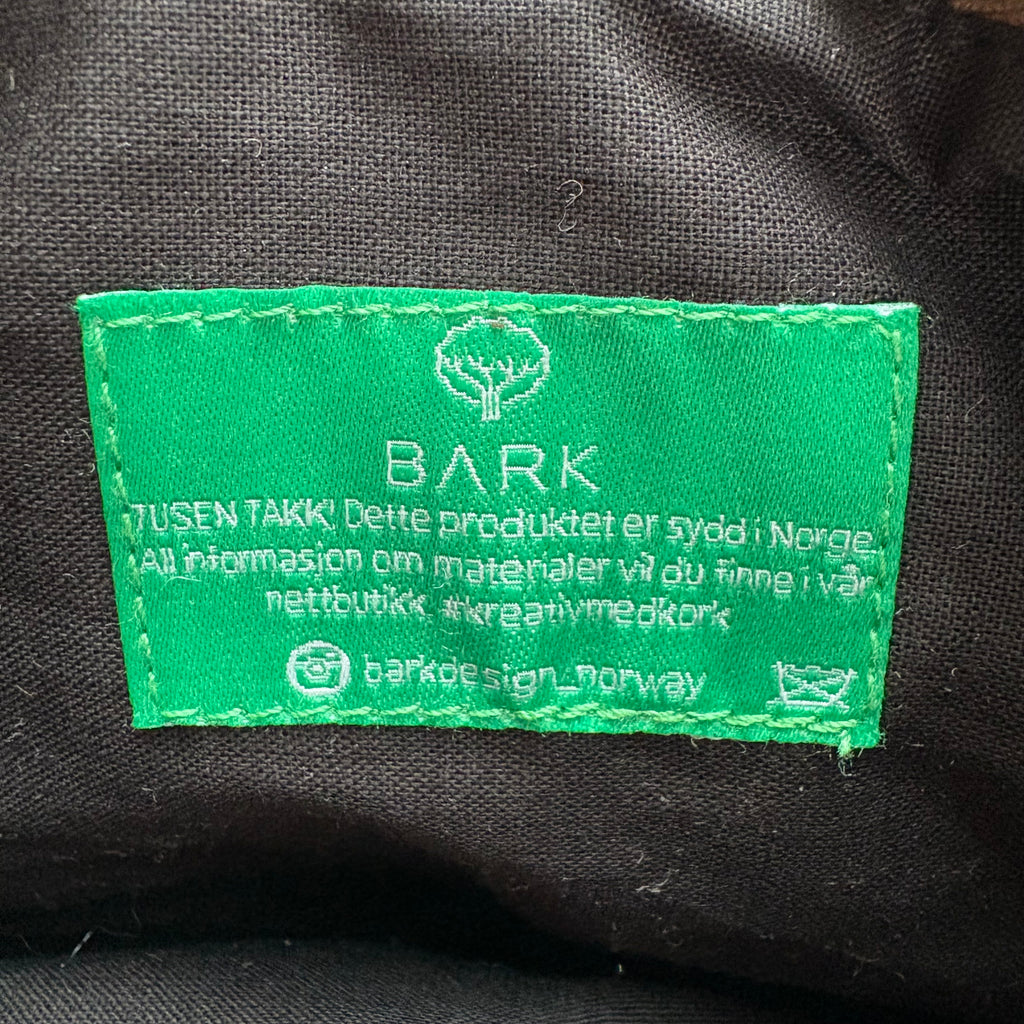 BARK
TUSEN TAKK! Dette produktet er sydd i Norge.
All informasjon om materialer vil du finne i vår
nettbutikk. #kreativmedkork
barkdesign_norway